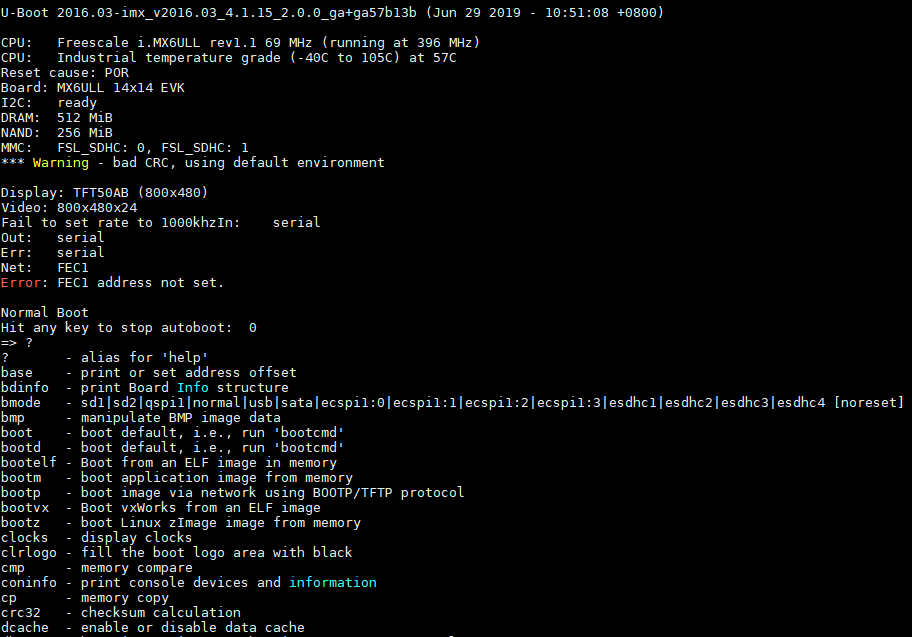 U-Boot 2016.03-imx_v2016.03_4.1.15_2.0.0_ga+ga57b13b (Jun 29 2019 - 10:51:08 +0800)
CPU:   Freescale i.MX6ULL rev1.1 69 MHz (running at 396 MHz)
CPU:   Industrial temperature grade (-40C to 105C) at 57C
Reset cause: POR
Board: MX6ULL 14x14 EVK
I2C:   ready
DRAM:  512 MiB
NAND:  256 MiB
MMC:   FSL_SDHC: 0, FSL_SDHC: 1
*** Warning - bad CRC, using default environment
Display: TFT50AB (800x480)
Video: 800x480x24
Fail to set rate to 1000khzIn:    serial
Out:   serial
Err:   serial
Net:   FEC1
Error: FEC1 address not set.
Normal Boot
Hit any key to stop autoboot:  0
=> ?
?       - alias for 'help'
base    - print or set address offset
bdinfo  - print Board Info structure
bmode   - sd1|sd2|qspi1|normal|usb|sata|ecspi1:0|ecspi1:1|ecspi1:2|ecspi1:3|esdhc1|esdhc2|esdhc3|esdhc4 [noreset]
bmp     - manipulate BMP image data
boot    - boot default, i.e., run 'bootcmd'
bootd   - boot default, i.e., run 'bootcmd'
bootelf - Boot from an ELF image in memory
bootm   - boot application image from memory
bootp   - boot image via network using BOOTP/TFTP protocol
bootvx  - Boot vxWorks from an ELF image
bootz   - boot Linux zImage image from memory
clocks  - display clocks
clrlogo - fill the boot logo area with black
cmp     - memory compare
coninfo - print console devices and information
cp      - memory copy
crc32   - checksum calculation
dcache  - enable or disable data cache